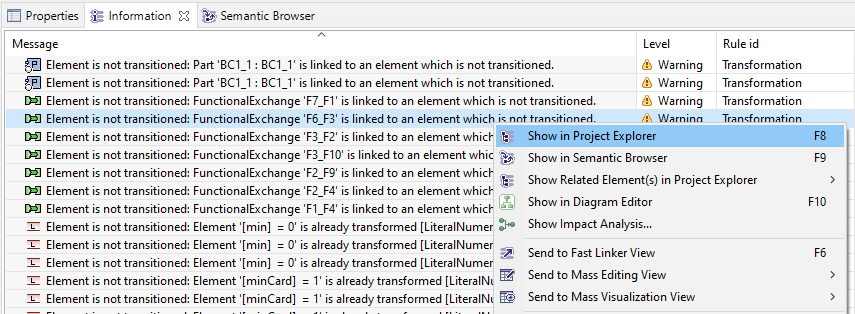 Properties Information Semantic Browser
Message Level Rule id
Element is not transitioned: Part 'BC1_1 : BC1_1' is linked to an element which is not transitioned. Warning Transformation
Element is not transitioned: Part 'BC1_1 : BC1_1' is linked to an element which is not transitioned. Warning Transformation
Element is not transitioned: FunctionalExchange 'F7_F1' is linked to an element which is not transitioned. Warning Transformation
Element is not transitioned: FunctionalExchange 'F6_F3' is linked to an element which is not transitioned. Warning Transformation
Element is not transitioned: FunctionalExchange 'F3_F2' is linked to an element which Show in Project Explorer F8
Element is not transitioned: FunctionalExchange 'F3_F10' is linked to an element whic Show in Semantic Browser F9
Element is not transitioned: FunctionalExchange 'F2_F9' is linked to an element which Show Related Element(s) in Project Explorer
Element is not transitioned: FunctionalExchange 'F2_F4' is linked to an element which Show in Diagram Editor F10
Element is not transitioned: FunctionalExchange 'F1_F4' is linked to an element which
Element is not transitioned: Element '[min] = 0' is already transformed [LiteralNumer Show Impact Analysis...
Element is not transitioned: Element '[min] = 0' is already transformed [LiteralNumer Send to Fast Linker View F6
Element is not transitioned: Element '[min] = 0' is already transformed [LiteralNumer Send to Mass Editing View
Element is not transitioned: Element '[minCard] = 1' is already transformed [LiteralNu
Element is not transitioned: Element '[minCard] = 1' is already transformed [LiteralNu Send to Mass Visualization View